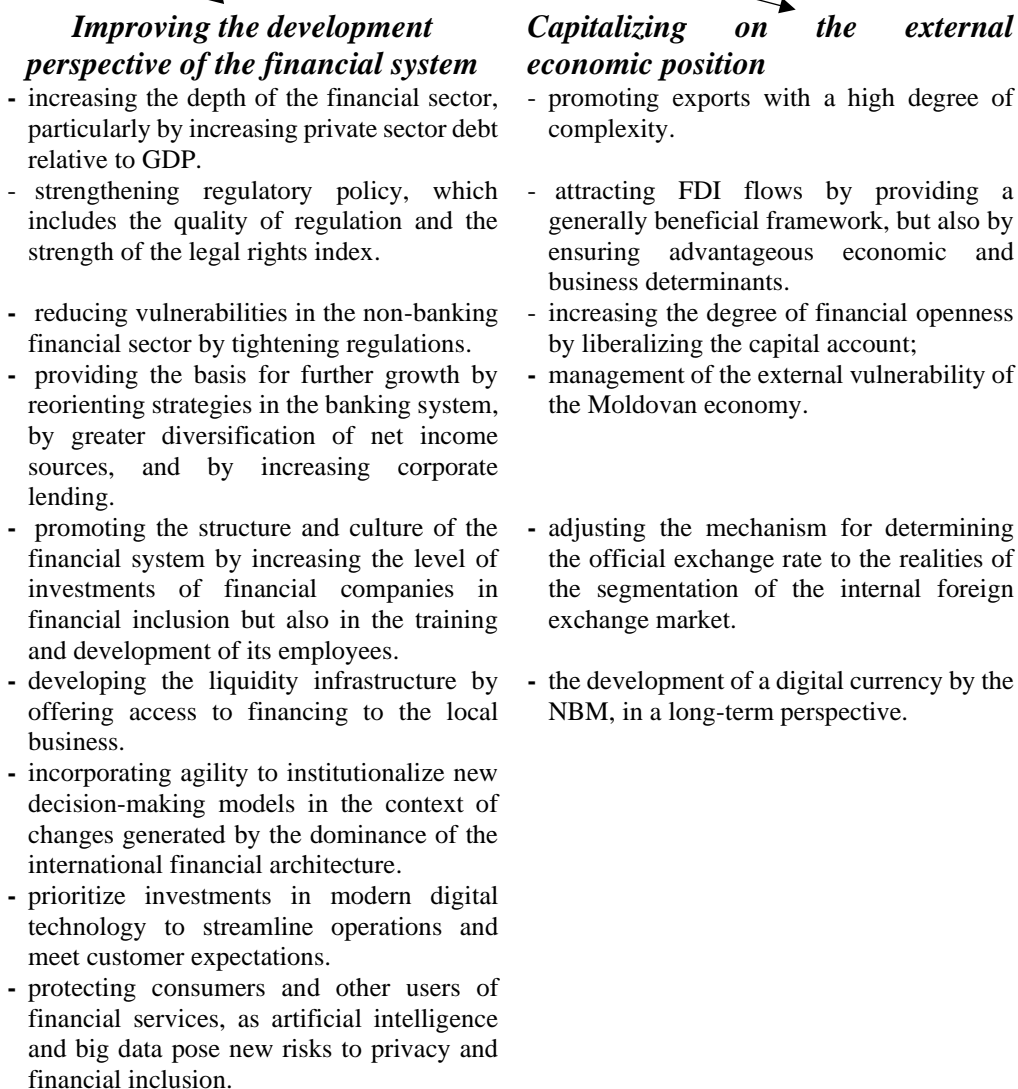 Improving the development
perspective of the financial system
- increasing the depth of the financial sector,
particularly by increasing private sector debt
relative to GDP.
- strengthening regulatory policy, which
includes the quality of regulation and the
strength of the legal rights index.
- reducing vulnerabilities in the non-banking
financial sector by tightening regulations.
- providing the basis for further growth by
reorienting strategies in the banking system,
by greater diversification of net income
sources, and by increasing corporate
lending.
- promoting the structure and culture of the
financial system by increasing the level of
investments of financial companies in
financial inclusion but also in the training
and development of its employees.
- developing the liquidity infrastructure by
offering access to financing to the local
business.
- incorporating agility to institutionalize new
decision-making models in the context of
changes generated by the dominance of the
international financial architecture.
- prioritize investments in modern digital
technology to streamline operations and
meet customer expectations.
- protecting consumers and other users of
financial services, as artificial intelligence
and big data pose new risks to privacy and
financial inclusion.
Capitalizing on the external
economic position
- promoting exports with a high degree of
complexity.
- attracting FDI flows by providing a
generally beneficial framework, but also by
ensuring advantageous economic and
business determinants.
- increasing the degree of financial openness
by liberalizing the capital account;
- management of the external vulnerability of
the Moldovan economy.
- adjusting the mechanism for determining
the official exchange rate to the realities of
the segmentation of the internal foreign
exchange market.
- the development of a digital currency by the
NBM, in a long-term perspective.